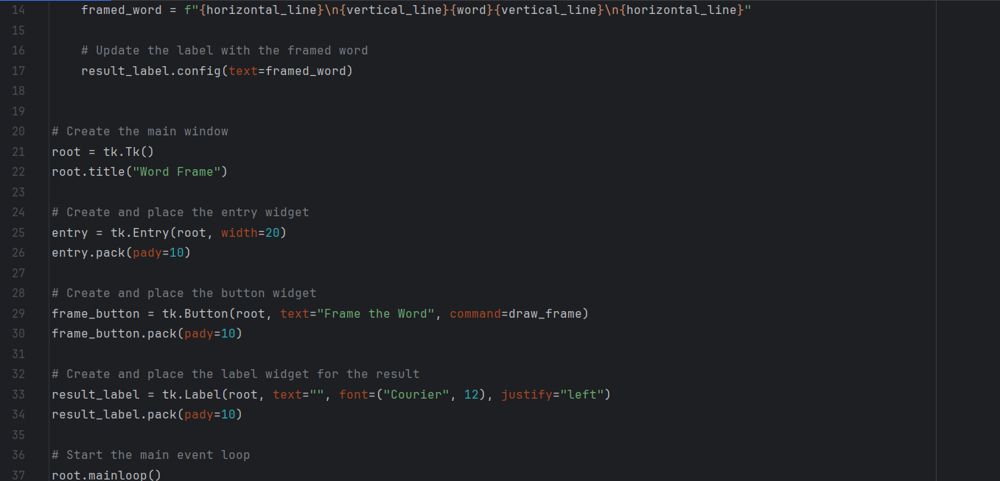 14 framed_word = f"{horizontal_line}\n{vertical_line}{word}{vertical_line}\n{horizontal_line}"
15
16 # Update the label with the framed word
17 result_label.config(text=framed_word)
18
19
20 # Create the main window
21 root = tk.Tk()
22 root.title("Word Frame")
23
24 # Create and place the entry widget
25 entry = tk.Entry(root, width=20)
26 entry.pack(pady=10)
27
28 # Create and place the button widget
29 frame_button = tk.Button(root, text="Frame the Word", command=draw_frame)
30 frame_button.pack(pady=10)
31
32 # Create and place the label widget for the result
33 result_label = tk.Label(root, text="", font=("Courier", 12), justify="left")
34 result_label.pack(pady=10)
35
36 # Start the main event loop
37 root.mainloop()